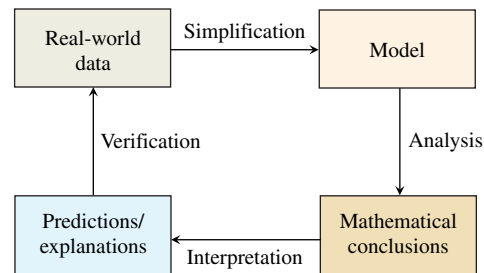 Real-world
data
Simplification
Model
Analysis
Mathematical
conclusions
Interpretation
Predictions/
explanations
Verification